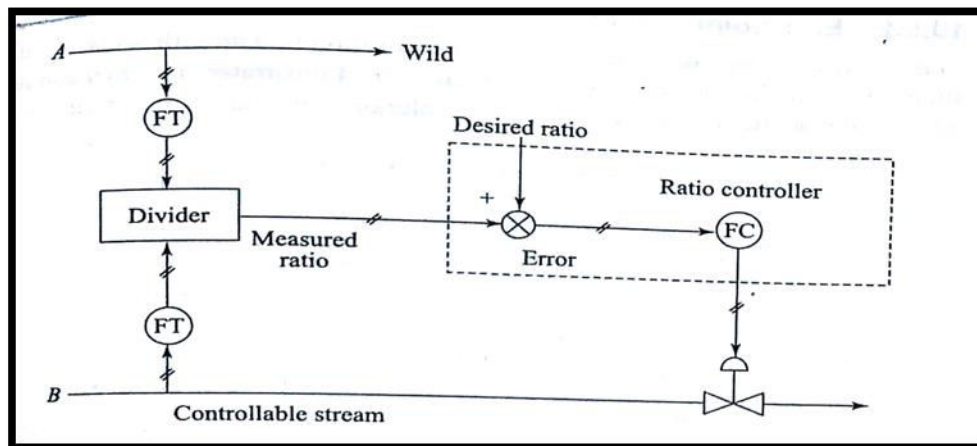 A
Wild
FT
Desired ratio
+
Ratio controller
Divider
FC
Measured
ratio
Error
FT
B
Controllable stream